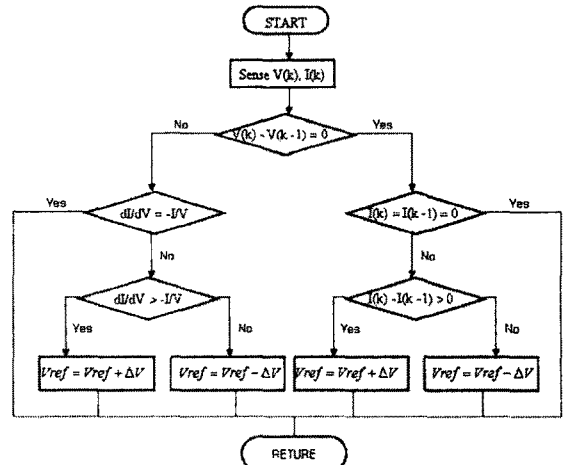 START
Sense V(k), I(k)
No
V(k) - V(k-1) = 0
Yes
Yes
dI/dV = -I/V
I(k) = I(k-1) = 0
Yes
No
No
dI/dV > -I/V
I(k) - I(k-1) > 0
Yes
No
Yes
No
Vref = Vref + ΔV
Vref = Vref - ΔV
Vref = Vref + ΔV
Vref = Vref - ΔV
RETURE